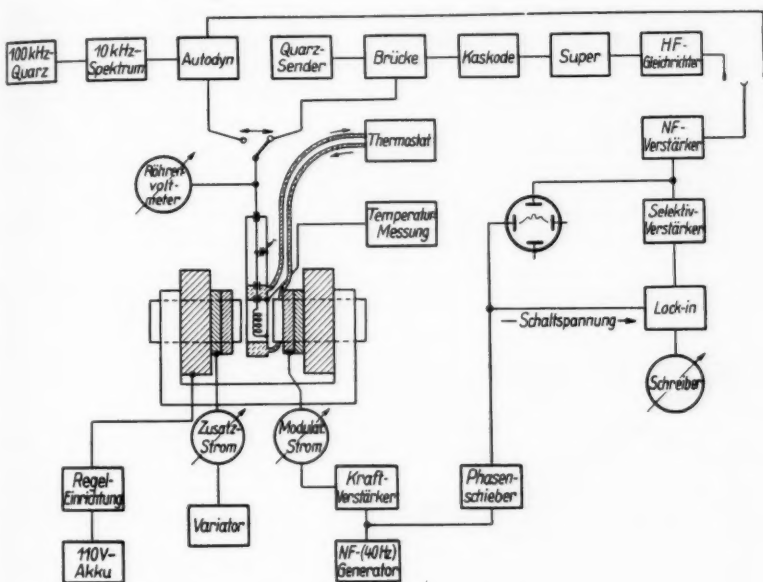 100 kHz-
Quarz
10 kHz-
Spektrum
Autodyn
Quarz-
Sender
Brücke
Kaskode
Super
HF-
Gleichrichter
Thermostat
NF-
Verstärker
Röhren-
volt-
meter
Temperatur-
Messung
Selektiv-
Verstärker
Schaltspannung
Lock-in
Schreiber
Zusatz-
Strom
Modulat.
Strom
Regel-
Einrichtung
Kraft-
Verstärker
Phasen-
schieber
Variator
110V-
Akku
NF-(40Hz)
Generator